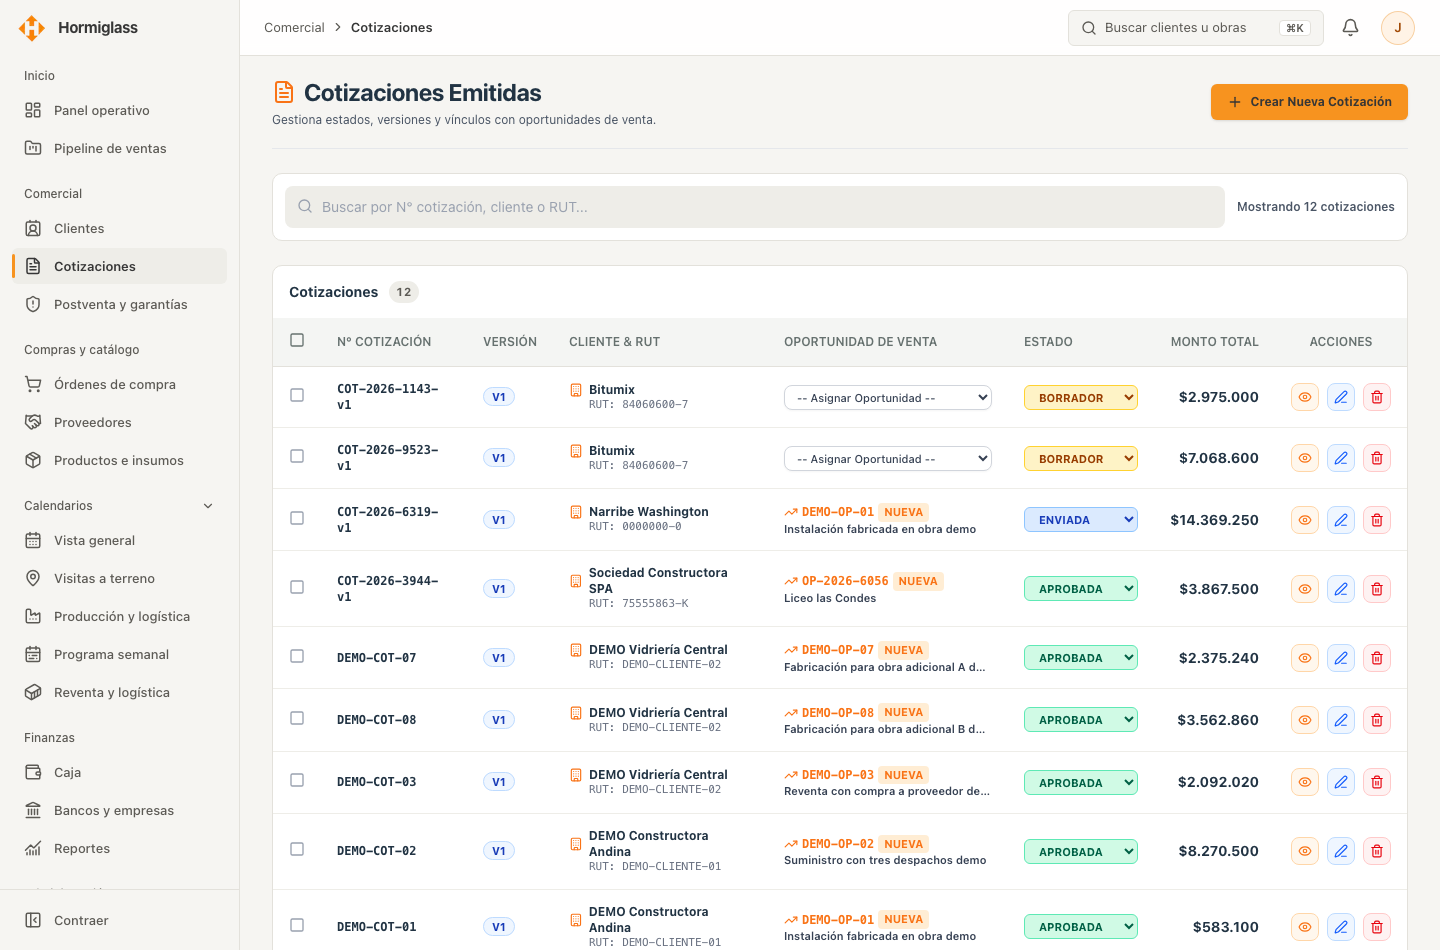 Hormiglass
Comercial > Cotizaciones
Buscar clientes u obras ⌘K
J
Inicio
Panel operativo
Pipeline de ventas
Comercial
Clientes
Cotizaciones
Postventa y garantías
Compras y catálogo
Órdenes de compra
Proveedores
Productos e insumos
Calendarios
Vista general
Visitas a terreno
Producción y logística
Programa semanal
Reventa y logística
Finanzas
Caja
Bancos y empresas
Reportes
Contraer
Cotizaciones Emitidas
Gestiona estados, versiones y vínculos con oportunidades de venta.
+ Crear Nueva Cotización
Buscar por N° cotización, cliente o RUT...
Mostrando 12 cotizaciones
Cotizaciones 12
N° COTIZACIÓN VERSIÓN CLIENTE & RUT OPORTUNIDAD DE VENTA ESTADO MONTO TOTAL ACCIONES
COT-2026-1143-
v1
V1
Bitumix
RUT: 84060600-7
-- Asignar Oportunidad --
BORRADOR
$2.975.000
COT-2026-9523-
v1
V1
Bitumix
RUT: 84060600-7
-- Asignar Oportunidad --
BORRADOR
$7.068.600
COT-2026-6319-
v1
V1
Narribe Washington
RUT: 0000000-0
DEMO-OP-01 NUEVA
Instalación fabricada en obra demo
ENVIADA
$14.369.250
COT-2026-3944-
v1
V1
Sociedad Constructora
SPA
RUT: 75555863-K
OP-2026-6056 NUEVA
Liceo las Condes
APROBADA
$3.867.500
DEMO-COT-07
V1
DEMO Vidriería Central
RUT: DEMO-CLIENTE-02
DEMO-OP-07 NUEVA
Fabricación para obra adicional A d...
APROBADA
$2.375.240
DEMO-COT-08
V1
DEMO Vidriería Central
RUT: DEMO-CLIENTE-02
DEMO-OP-08 NUEVA
Fabricación para obra adicional B d...
APROBADA
$3.562.860
DEMO-COT-03
V1
DEMO Vidriería Central
RUT: DEMO-CLIENTE-02
DEMO-OP-03 NUEVA
Reventa con compra a proveedor de...
APROBADA
$2.092.020
DEMO-COT-02
V1
DEMO Constructora
Andina
RUT: DEMO-CLIENTE-01
DEMO-OP-02 NUEVA
Suministro con tres despachos demo
APROBADA
$8.270.500
DEMO-COT-01
V1
DEMO Constructora
Andina
RUT: DEMO-CLIENTE-01
DEMO-OP-01 NUEVA
Instalación fabricada en obra demo
APROBADA
$583.100